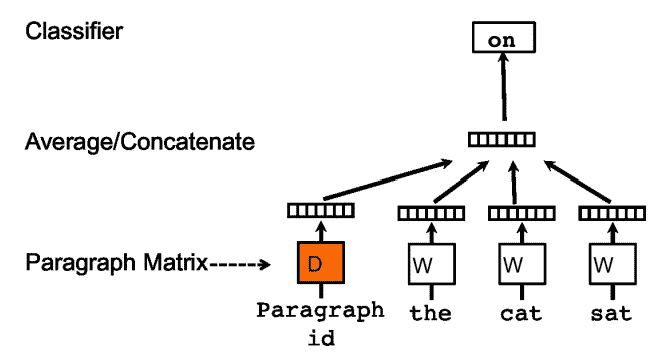 Classifier
on
Average/Concatenate
Paragraph Matrix
D
W
W
W
Paragraph
id
the
cat
sat